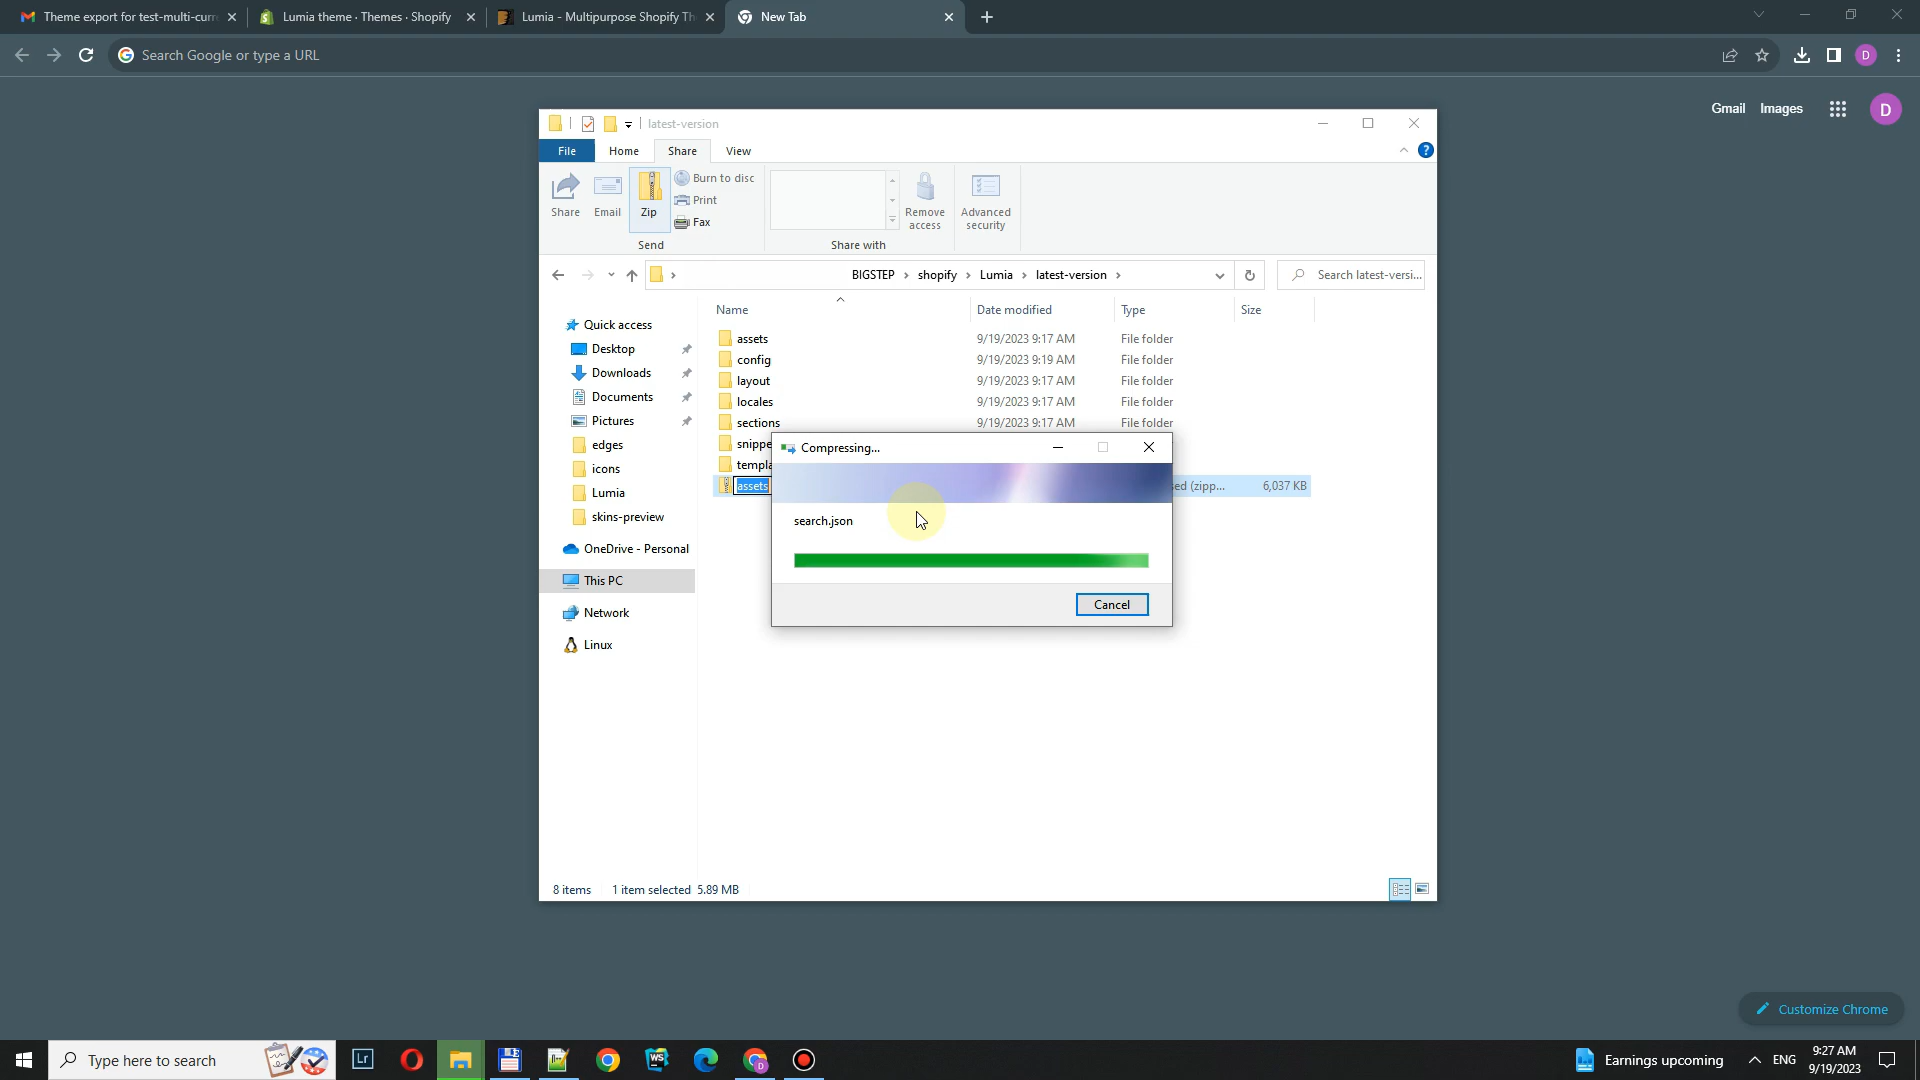 Theme export for test-multi-curr
Lumia theme · Themes · Shopify
Lumia - Multipurpose Shopify Th
New Tab
Search Google or type a URL
D
Gmail
Images
D
latest-version
File
Home
Share
View
Share
Email
Zip
Burn to disc
Print
Fax
Send
Share with
Remove access
Advanced security
BIGSTEP > shopify > Lumia > latest-version >
Search latest-versi...
Name
Date modified
Type
Size
Quick access
Desktop
Downloads
Documents
Pictures
edges
icons
Lumia
skins-preview
OneDrive - Personal
This PC
Network
Linux
assets 9/19/2023 9:17 AM File folder
config 9/19/2023 9:19 AM File folder
layout 9/19/2023 9:17 AM File folder
locales 9/19/2023 9:17 AM File folder
sections 9/19/2023 9:17 AM File folder
snippe
templa
assets sed (zipp... 6,037 KB
Compressing...
search.json
Cancel
8 items 1 item selected 5.89 MB
Customize Chrome
Type here to search
Lr
WS
D
Earnings upcoming
ENG
9:27 AM
9/19/2023